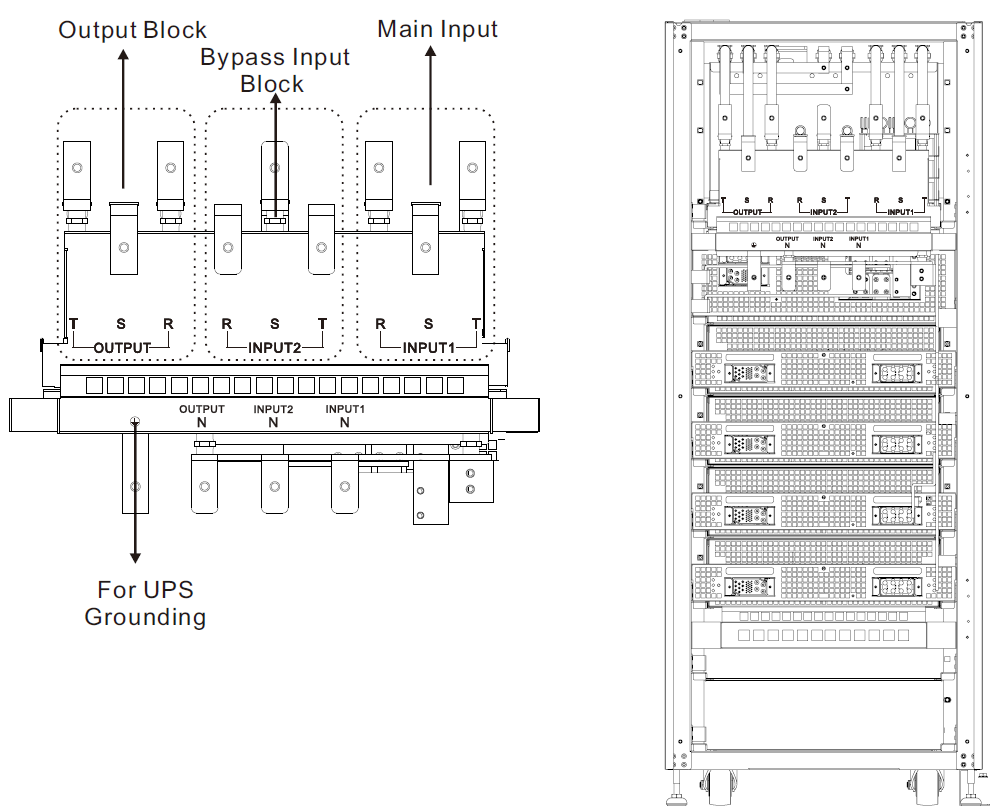 Output Block
Bypass Input
Block
Main Input
T S R R S T R S T
OUTPUT INPUT2 INPUT1
OUTPUT INPUT2 INPUT1
N N N
For UPS
Grounding
T S R R S T R S T
OUTPUT INPUT2 INPUT1
OUTPUT INPUT2 INPUT1
N N N